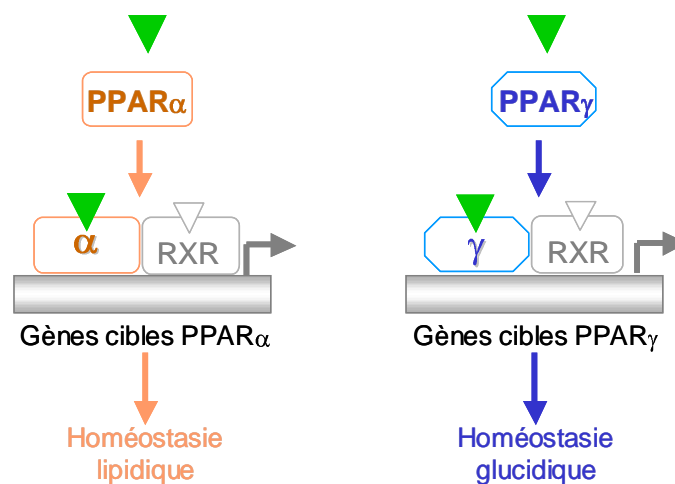 PPARα
PPARγ
α
RXR
γ
RXR
Gènes cibles PPARα
Gènes cibles PPARγ
Homéostasie
lipidique
Homéostasie
glucidique